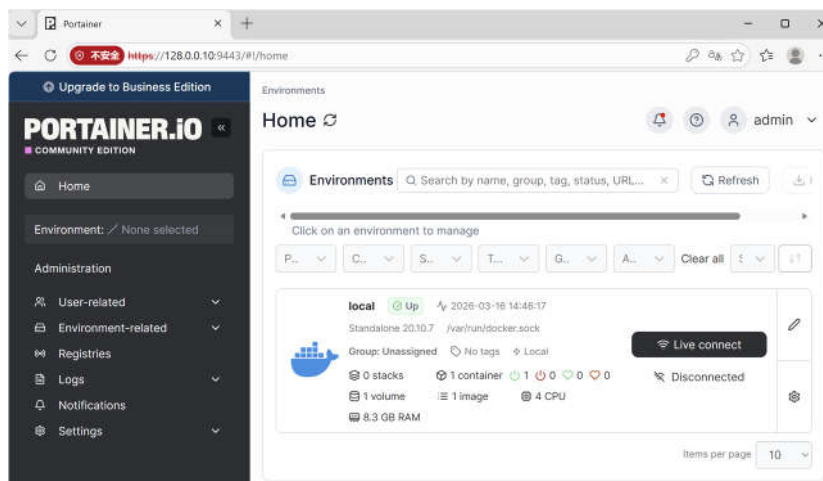 Portainer
不安全 https://128.0.0.10:9443/#!/home
Upgrade to Business Edition
PORTAINER.iO
COMMUNITY EDITION
Home
Environment: None selected
Administration
User-related
Environment-related
Registries
Logs
Notifications
Settings
Environments
Home
admin
Environments
Search by name, group, tag, status, URL...
Refresh
Click on an environment to manage
P... C... S... T... G... A... Clear all S
local Up 2026-03-16 14:46:17
Standalone 20.10.7 /var/run/docker.sock
Group: Unassigned No tags Local
0 stacks 1 container 1 0 0 0
1 volume 1 image 4 CPU
8.3 GB RAM
Live connect
Disconnected
Items per page 10